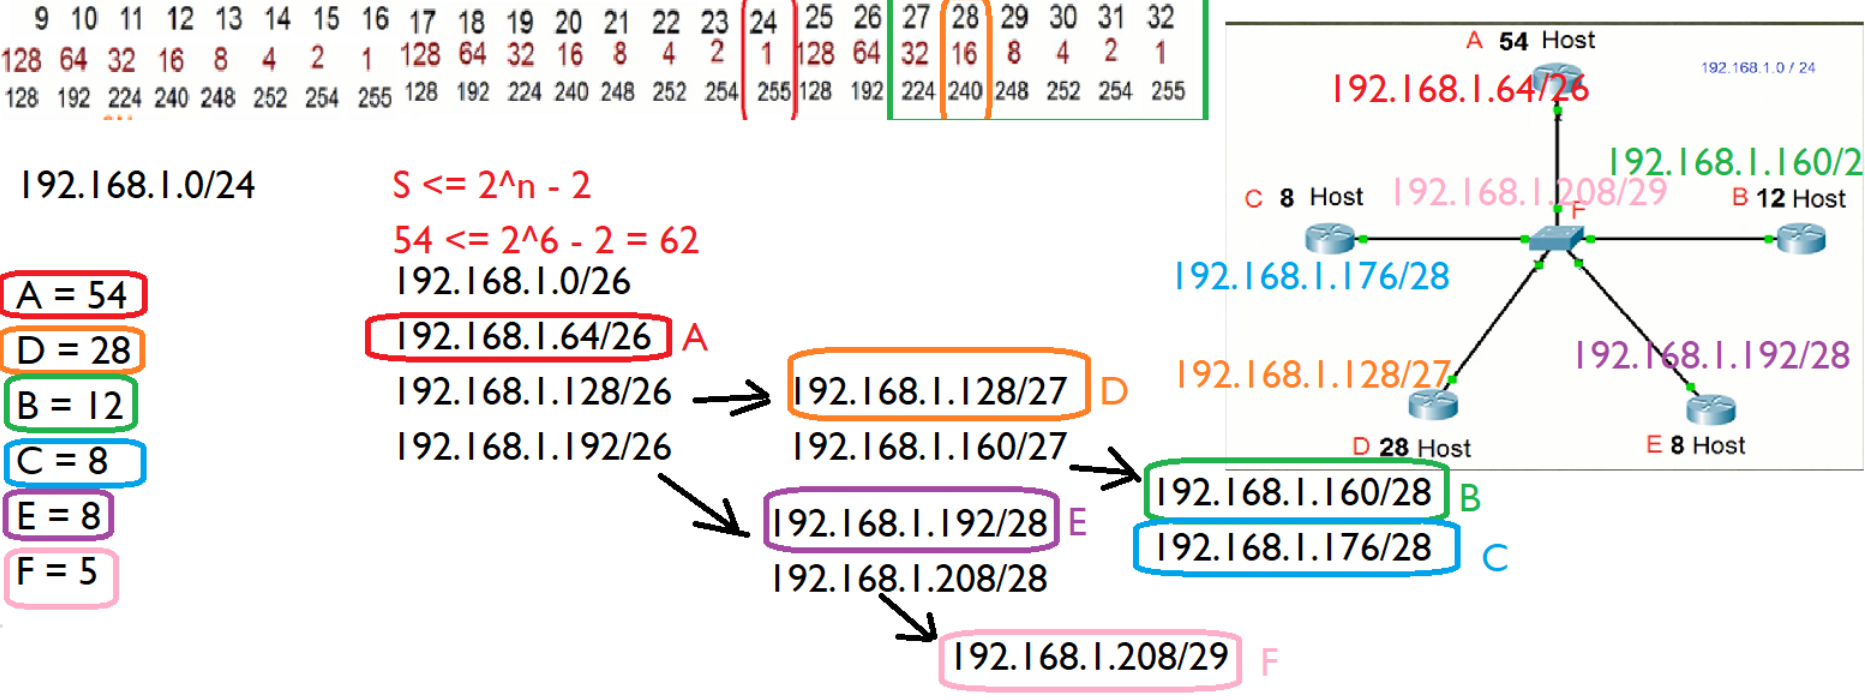 9 10 11 12 13 14 15 16 17 18 19 20 21 22 23 24 25 26 27 28 29 30 31 32
128 64 32 16 8 4 2 1 128 64 32 16 8 4 2 1 128 64 32 16 8 4 2 1
128 192 224 240 248 252 254 255 128 192 224 240 248 252 254 255 128 192 224 240 248 252 254 255
192.168.1.0/24
A = 54
D = 28
B = 12
C = 8
E = 8
F = 5
S <= 2^n - 2
54 <= 2^6 - 2 = 62
192.168.1.0/26
192.168.1.64/26 A
192.168.1.128/26
192.168.1.192/26
192.168.1.128/27 D
192.168.1.160/27
192.168.1.192/28 E
192.168.1.208/28
192.168.1.160/28 B
192.168.1.176/28 C
192.168.1.208/29 F
A 54 Host
192.168.1.0 / 24
192.168.1.64/26
192.168.1.160/2
C 8 Host
192.168.1.208/29
B 12 Host
F
192.168.1.176/28
192.168.1.192/28
192.168.1.128/27
D 28 Host
E 8 Host